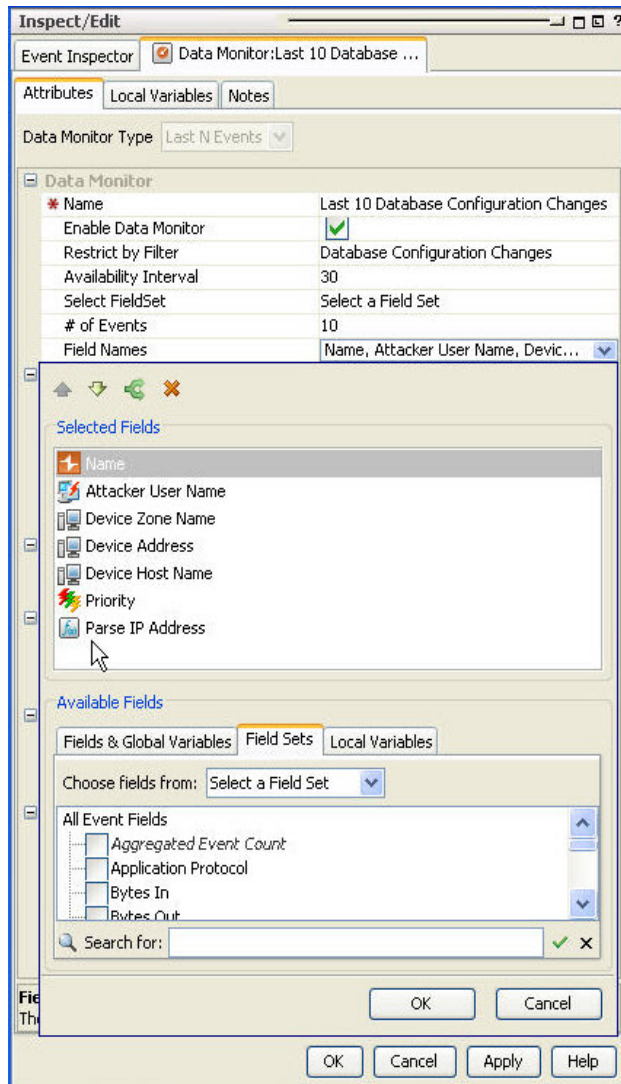 Inspect/Edit ?
Event Inspector Data Monitor:Last 10 Database ...
Attributes Local Variables Notes
Data Monitor Type Last N Events
Data Monitor
* Name Last 10 Database Configuration Changes
Enable Data Monitor
Restrict by Filter Database Configuration Changes
Availability Interval 30
Select FieldSet Select a Field Set
# of Events 10
Field Names Name, Attacker User Name, Devic...
Selected Fields
Name
Attacker User Name
Device Zone Name
Device Address
Device Host Name
Priority
Parse IP Address
Available Fields
Fields & Global Variables Field Sets Local Variables
Choose fields from: Select a Field Set
All Event Fields
Aggregated Event Count
Application Protocol
Bytes In
Bytes Out
Search for:
OK Cancel
Fie
The
OK Cancel Apply Help